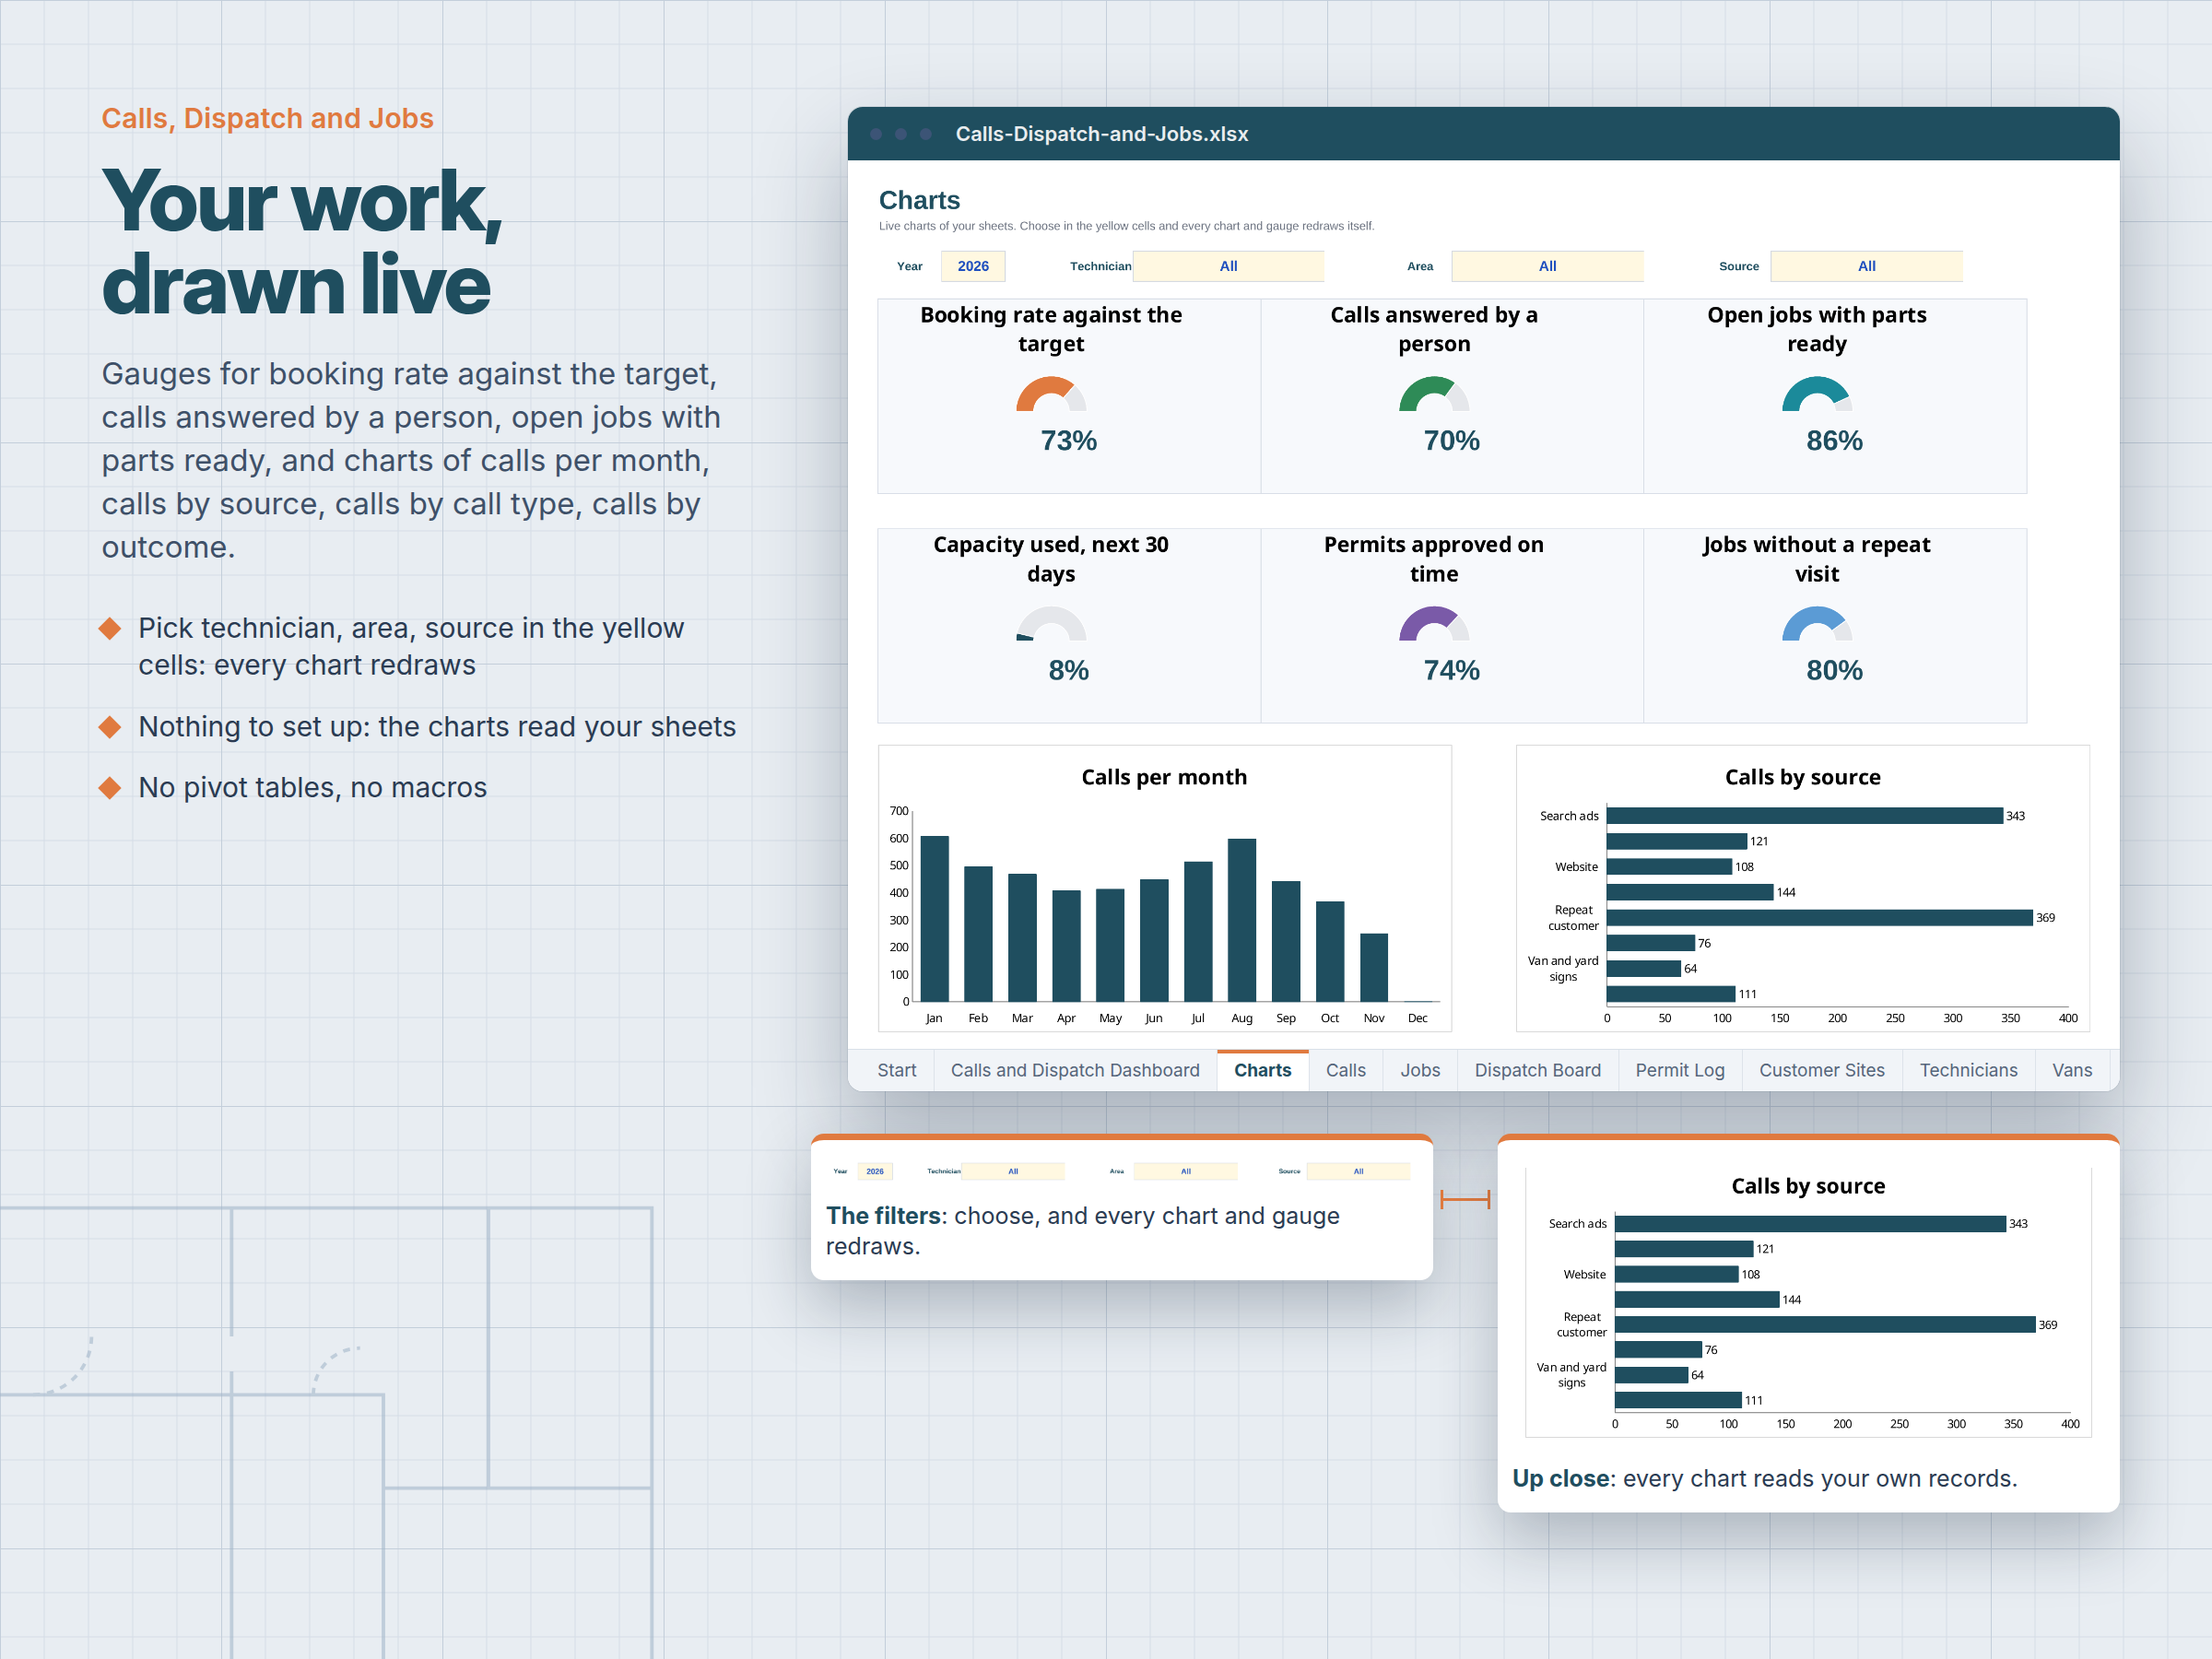 Calls, Dispatch and Jobs
Your work,
drawn live
Gauges for booking rate against the target,
calls answered by a person, open jobs with
parts ready, and charts of calls per month,
calls by source, calls by call type, calls by
outcome.
Pick technician, area, source in the yellow
cells: every chart redraws
Nothing to set up: the charts read your sheets
No pivot tables, no macros
Calls-Dispatch-and-Jobs.xlsx
Charts
Live charts of your sheets. Choose in the yellow cells and every chart and gauge redraws itself.
Year 2026 Technician All Area All Source All
Booking rate against the
target
73%
Calls answered by a
person
70%
Open jobs with parts
ready
86%
Capacity used, next 30
days
8%
Permits approved on
time
74%
Jobs without a repeat
visit
80%
Calls per month
700
600
500
400
300
200
100
0
Jan Feb Mar Apr May Jun Jul Aug Sep Oct Nov Dec
Calls by source
Search ads 343
121
Website 108
144
Repeat
customer 369
76
Van and yard
signs 64
111
0 50 100 150 200 250 300 350 400
Start Calls and Dispatch Dashboard Charts Calls Jobs Dispatch Board Permit Log Customer Sites Technicians Vans
Year 2026 Technician All Area All Source All
The filters: choose, and every chart and gauge
redraws.
Calls by source
Search ads 343
121
Website 108
144
Repeat
customer 369
76
Van and yard
signs 64
111
0 50 100 150 200 250 300 350 400
Up close: every chart reads your own records.